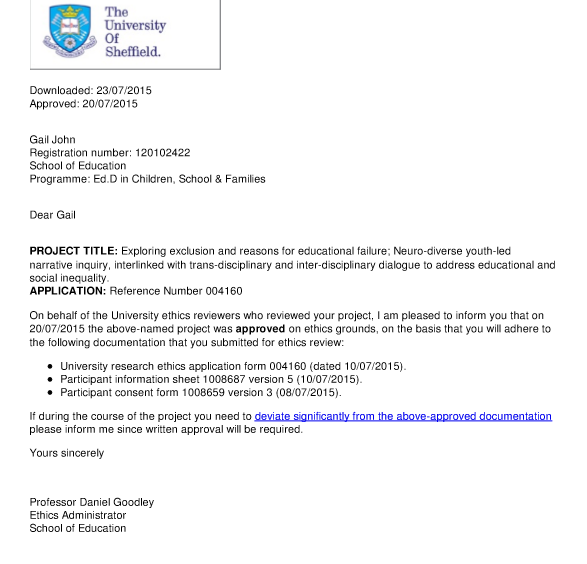 The
University
Of
Sheffield.
Downloaded: 23/07/2015
Approved: 20/07/2015
Gail John
Registration number: 120102422
School of Education
Programme: Ed.D in Children, School & Families
Dear Gail
PROJECT TITLE: Exploring exclusion and reasons for educational failure; Neuro-diverse youth-led
narrative inquiry, interlinked with trans-disciplinary and inter-disciplinary dialogue to address educational and
social inequality.
APPLICATION: Reference Number 004160
On behalf of the University ethics reviewers who reviewed your project, I am pleased to inform you that on
20/07/2015 the above-named project was approved on ethics grounds, on the basis that you will adhere to
the following documentation that you submitted for ethics review:
● University research ethics application form 004160 (dated 10/07/2015).
● Participant information sheet 1008687 version 5 (10/07/2015).
● Participant consent form 1008659 version 3 (08/07/2015).
If during the course of the project you need to deviate significantly from the above-approved documentation
please inform me since written approval will be required.
Yours sincerely
Professor Daniel Goodley
Ethics Administrator
School of Education